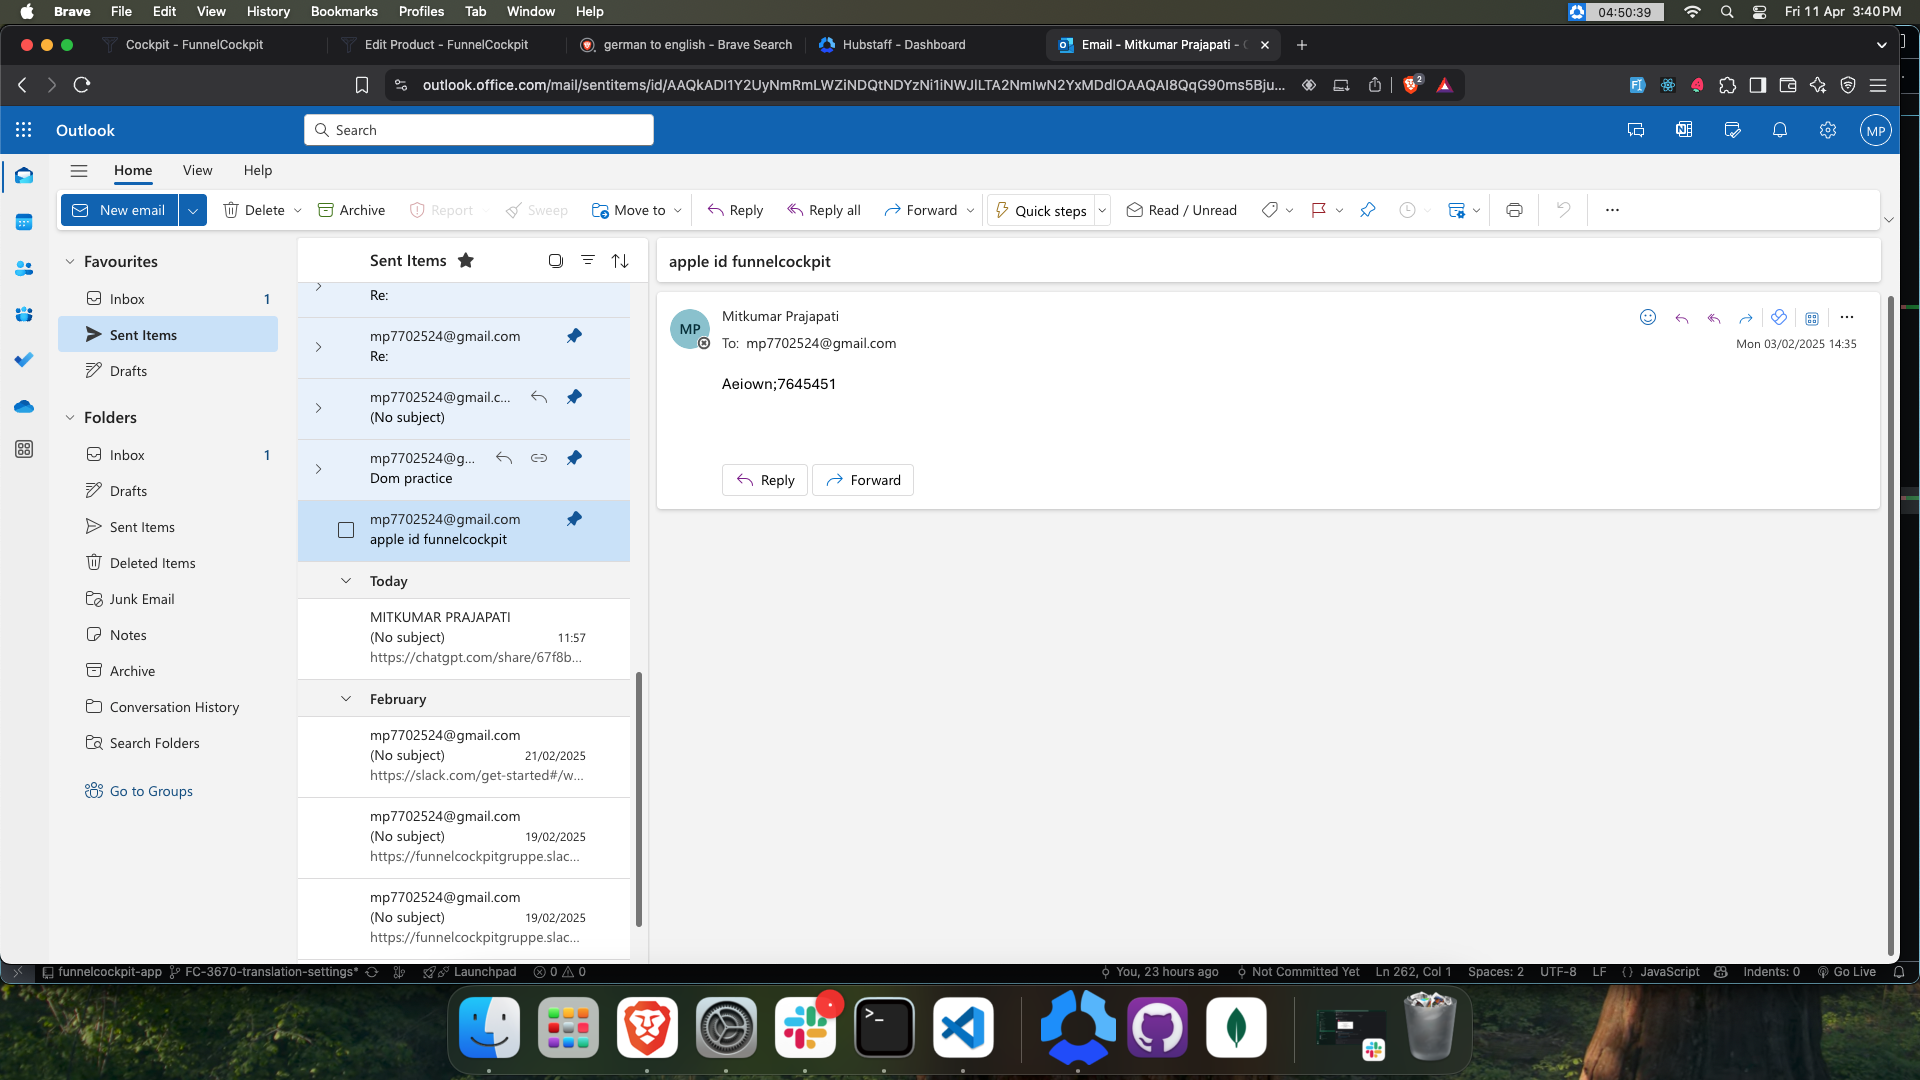 Brave File Edit View History Bookmarks Profiles Tab Window Help 04:50:39 Fri 11 Apr 3:40 PM
Cockpit - FunnelCockpit Edit Product - FunnelCockpit german to english - Brave Search Hubstaff - Dashboard Email - Mitkumar Prajapati -
outlook.office.com/mail/sentitems/id/AAQkADI1Y2UyNmRmLWZiNDQtNDYzNi1iNWJlLTA2NmIwN2YxMDdlOAAQAI8QqG90ms5Bju... 2
Outlook Search MP
Home View Help
New email Delete Archive Report Sweep Move to Reply Reply all Forward Quick steps Read / Unread
Favourites
Inbox 1
Sent Items
Drafts
Folders
Inbox 1
Drafts
Sent Items
Deleted Items
Junk Email
Notes
Archive
Conversation History
Search Folders
Go to Groups
Sent Items
Re:
mp7702524@gmail.com
Re:
mp7702524@gmail.c...
(No subject)
mp7702524@g...
Dom practice
mp7702524@gmail.com
apple id funnelcockpit
Today
MITKUMAR PRAJAPATI
(No subject) 11:57
https://chatgpt.com/share/67f8b...
February
mp7702524@gmail.com
(No subject) 21/02/2025
https://slack.com/get-started#/w...
mp7702524@gmail.com
(No subject) 19/02/2025
https://funnelcockpitgruppe.slac...
mp7702524@gmail.com
(No subject) 19/02/2025
https://funnelcockpitgruppe.slac...
apple id funnelcockpit
MP
Mitkumar Prajapati
To: mp7702524@gmail.com
Mon 03/02/2025 14:35
Aeiown;7645451
Reply Forward
funnelcockpit-app FC-3670-translation-settings* Launchpad 0 0 You, 23 hours ago Not Committed Yet Ln 262, Col 1 Spaces: 2 UTF-8 LF {} JavaScript Indents: 0 Go Live